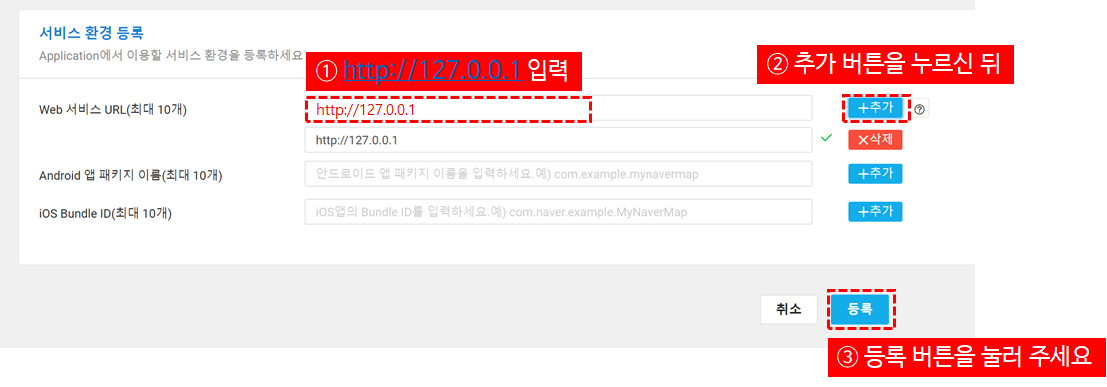 서비스 환경 등록
Application에서 이용할 서비스 환경을 등록하세요
① http://127.0.0.1 입력
② 추가 버튼을 누르신 뒤
Web 서비스 URL(최대 10개)
http://127.0.0.1
+추가
?
http://127.0.0.1
×삭제
Android 앱 패키지 이름(최대 10개)
안드로이드 앱 패키지 이름을 입력하세요.예) com.example.mynavermap
+추가
iOS Bundle ID(최대 10개)
iOS앱의 Bundle ID를 입력하세요.예) com.naver.example.MyNaverMap
+추가
취소
등록
③ 등록 버튼을 눌러 주세요